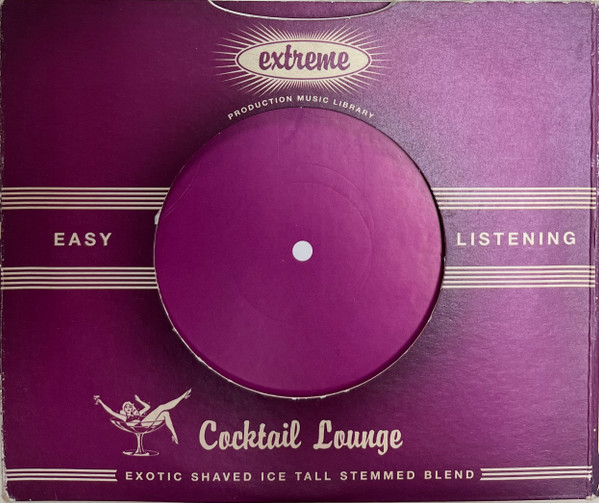 extreme
PRODUCTION MUSIC LIBRARY
EASY LISTENING
Cocktail Lounge
EXOTIC SHAVED ICE TALL STEMMED BLEND